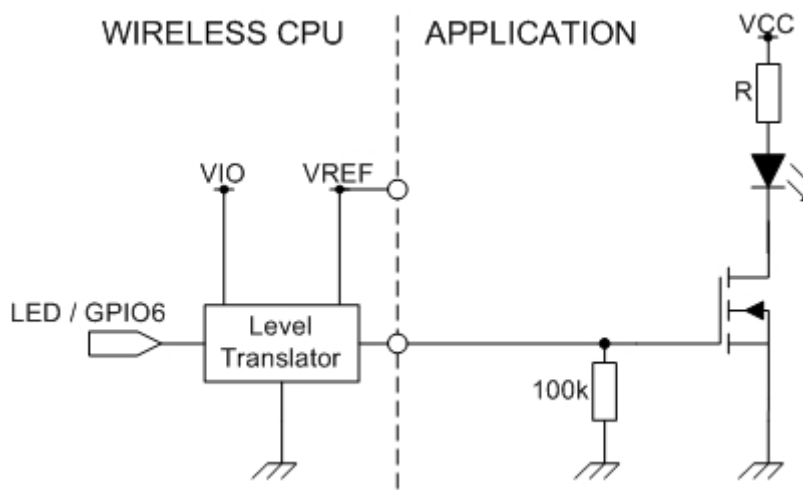 WIRELESS CPU
APPLICATION
VCC
R
VIO
VREF
LED / GPIO6
Level
Translator
100k